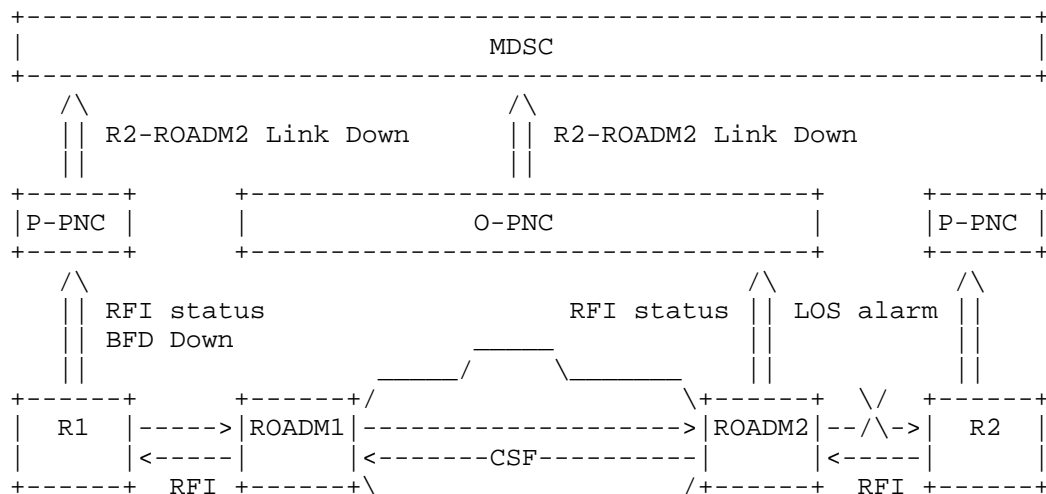 MDSC
R2-ROADM2 Link Down R2-ROADM2 Link Down
P-PNC O-PNC P-PNC
RFI status RFI status LOS alarm
BFD Down
R1 ROADM1 ROADM2 R2
CSF
RFI RFI